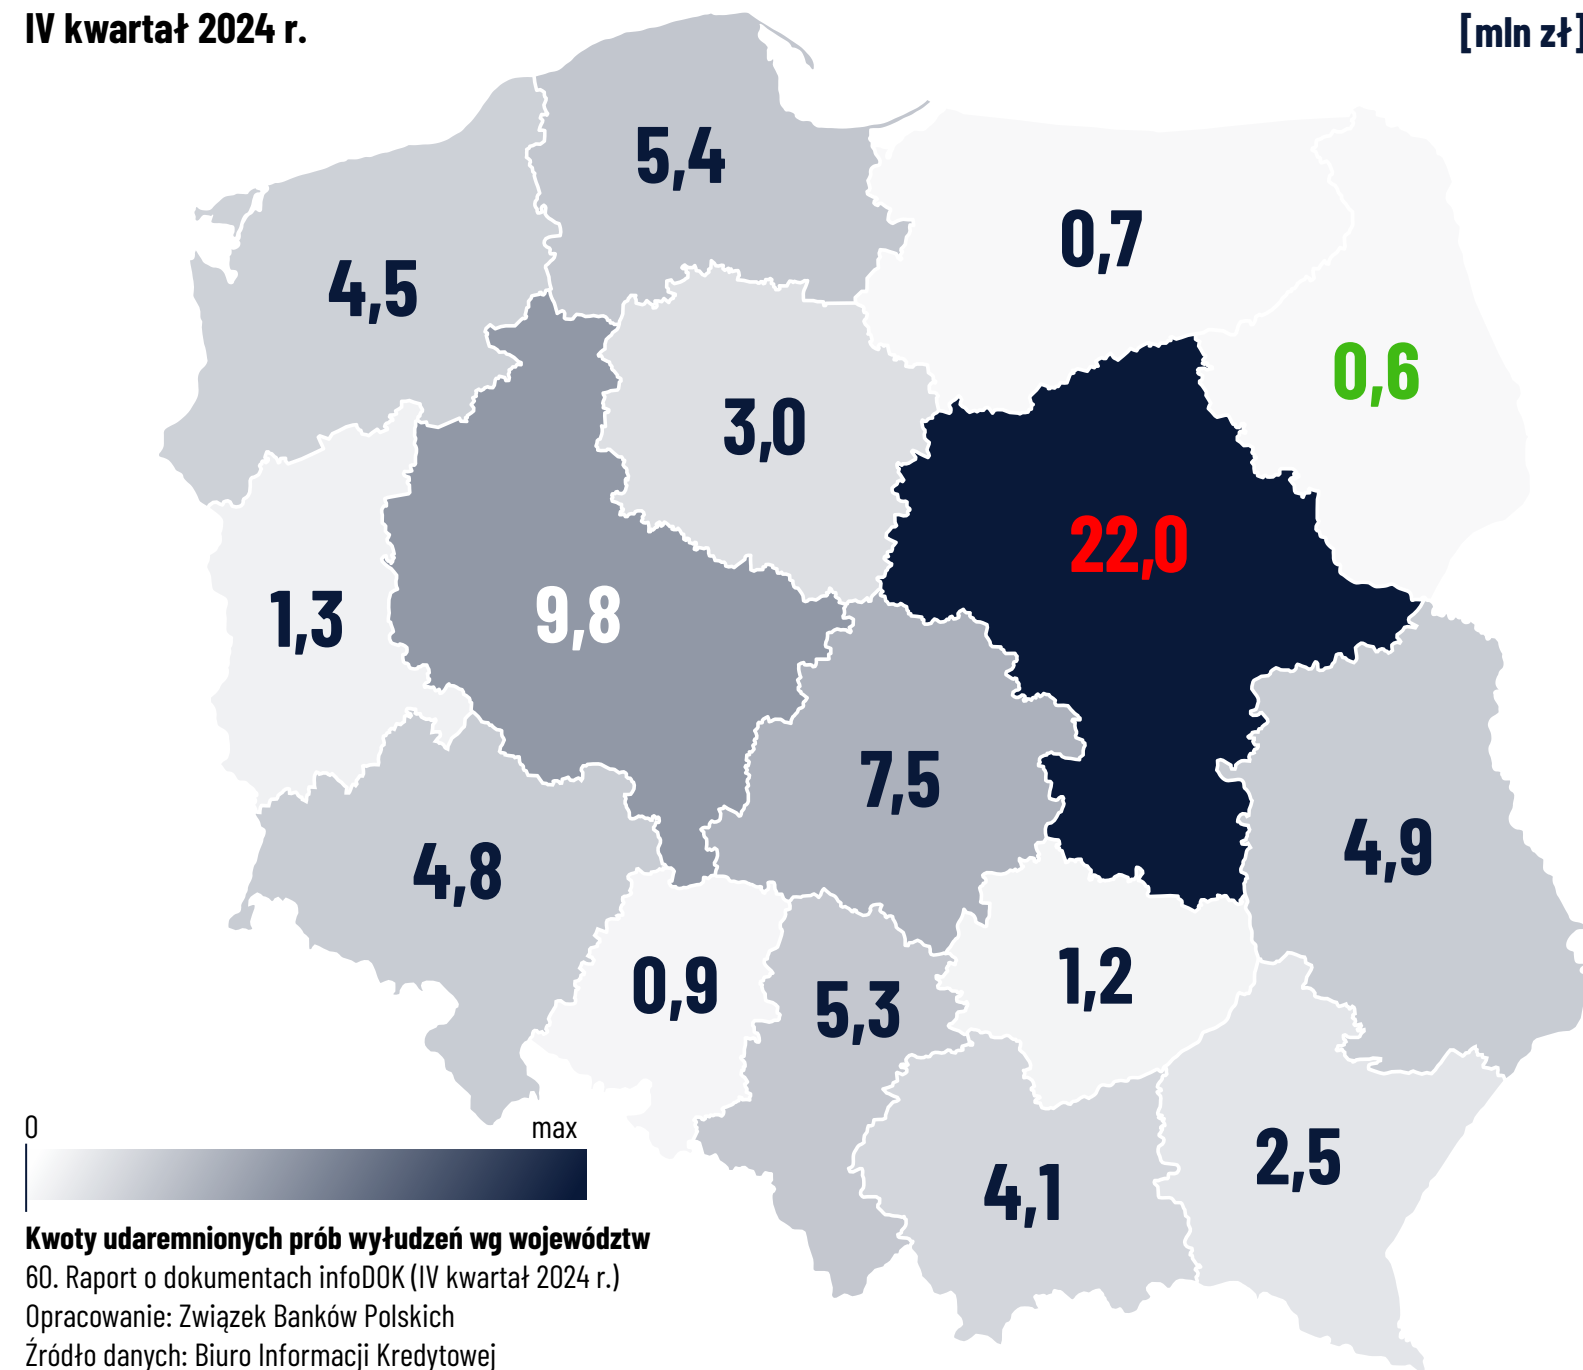 IV kwartał 2024 r.
[mln zł]
5,4
0,7
4,5
0,6
3,0
22,0
1,3
9,8
7,5
4,9
4,8
0,9
5,3
1,2
4,1
2,5
0 max
Kwoty udaremnionych prób wyłudzeń wg województw
60. Raport o dokumentach infoDOK (IV kwartał 2024 r.)
Opracowanie: Związek Banków Polskich
Źródło danych: Biuro Informacji Kredytowej